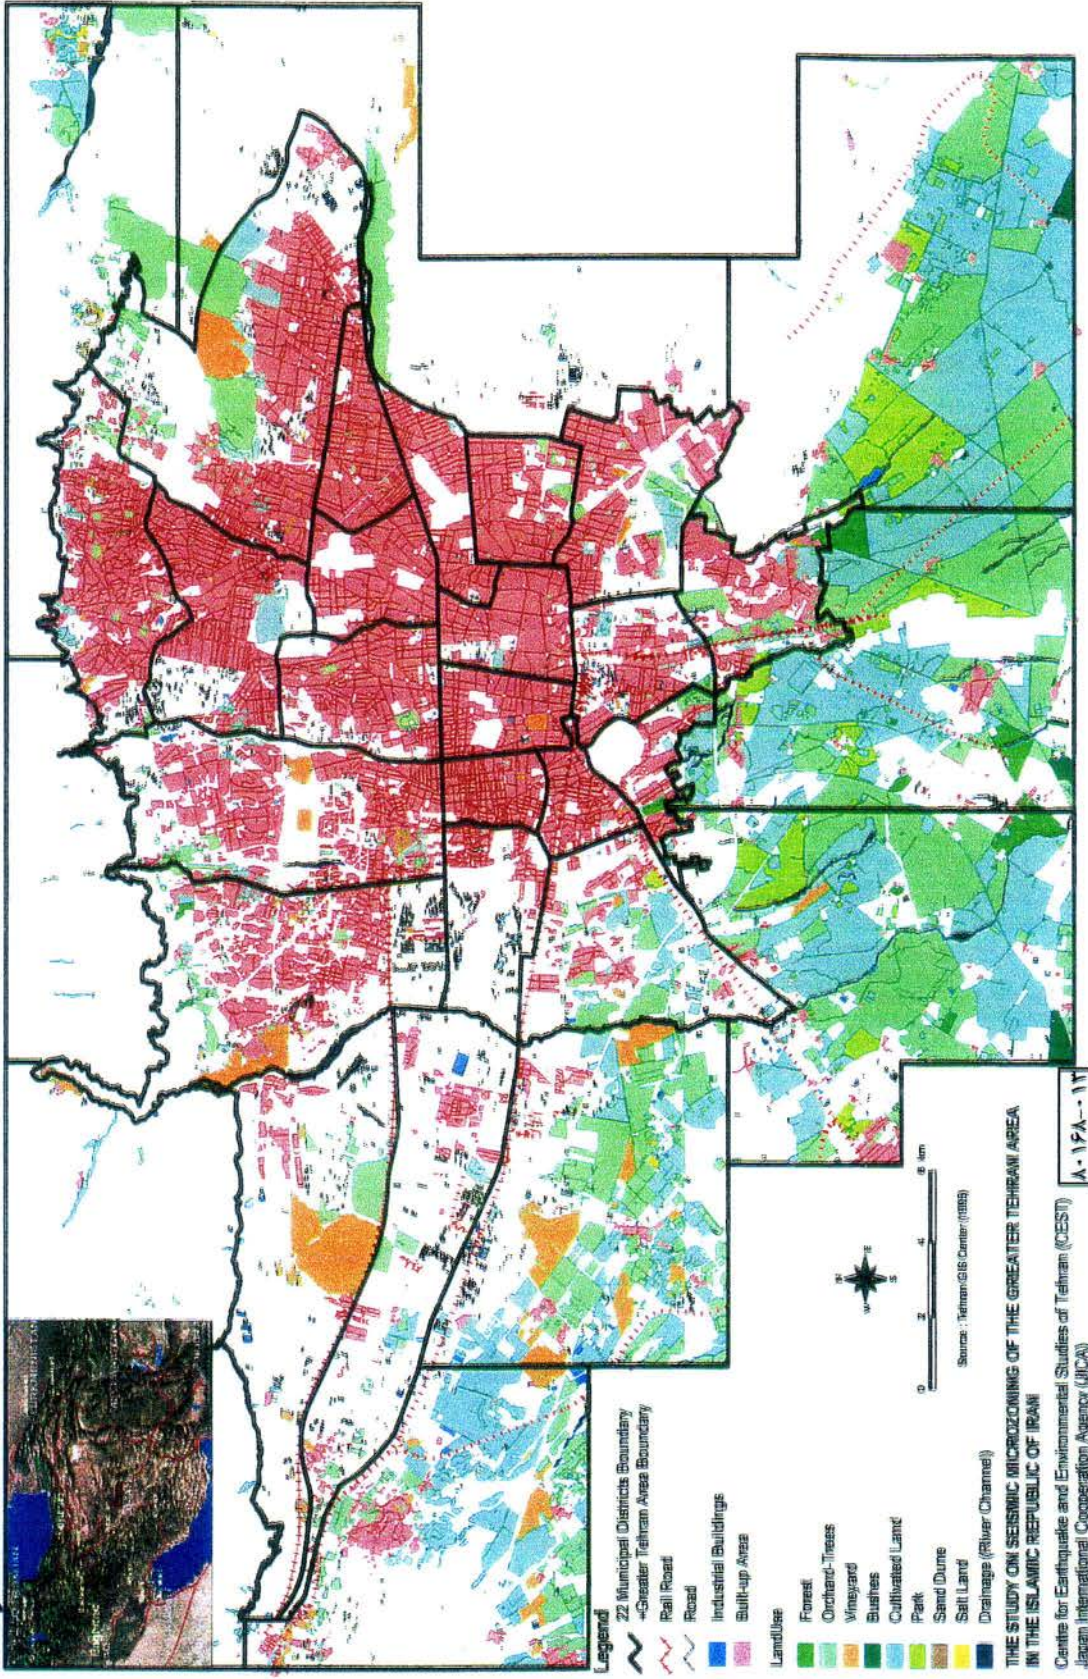 Legend
22 Municipal Districts Boundary
Greater Tehran Area Boundary
Rail Road
Road
Industrial Buildings
Built-up Area
LandUse
Forest
Orchard-Trees
Vineyard
Bushes
Cultivated Land
Park
Sand Dune
Salt Land
Drainage (River Channel)
N
W
E
S
0 2 4 6 km
Source : Tehran GIS Center
THE STUDY ON SEISMIC MICROZONING OF THE GREATER TEHRAN AREA
IN THE ISLAMIC REPUBLIC OF IRAN
Centre for Earthquake and Environmental Studies of Tehran (CEST)
Japan International Cooperation Agency (JICA)
۸۰۱۶۸-۱۳